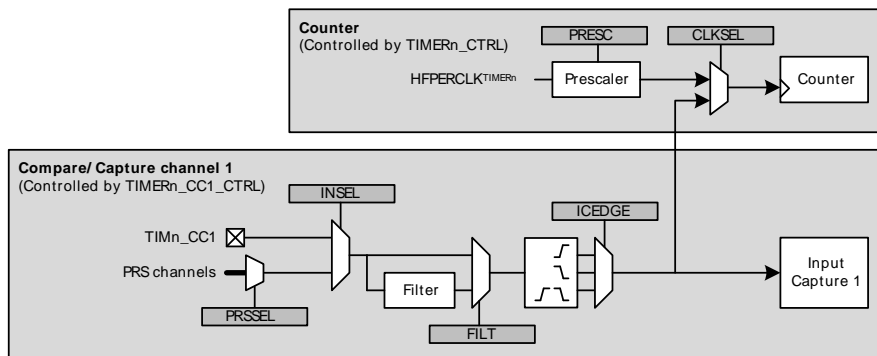 Counter
(Controlled by TIMERn_CTRL)
PRESC
CLKSEL
HFPERCLKTIMERn
Prescaler
Counter
Compare/ Capture channel 1
(Controlled by TIMERn_CC1_CTRL)
INSEL
ICEDGE
TIMn_CC1
PRS channels
Filter
Input
Capture 1
PRSSEL
FILT